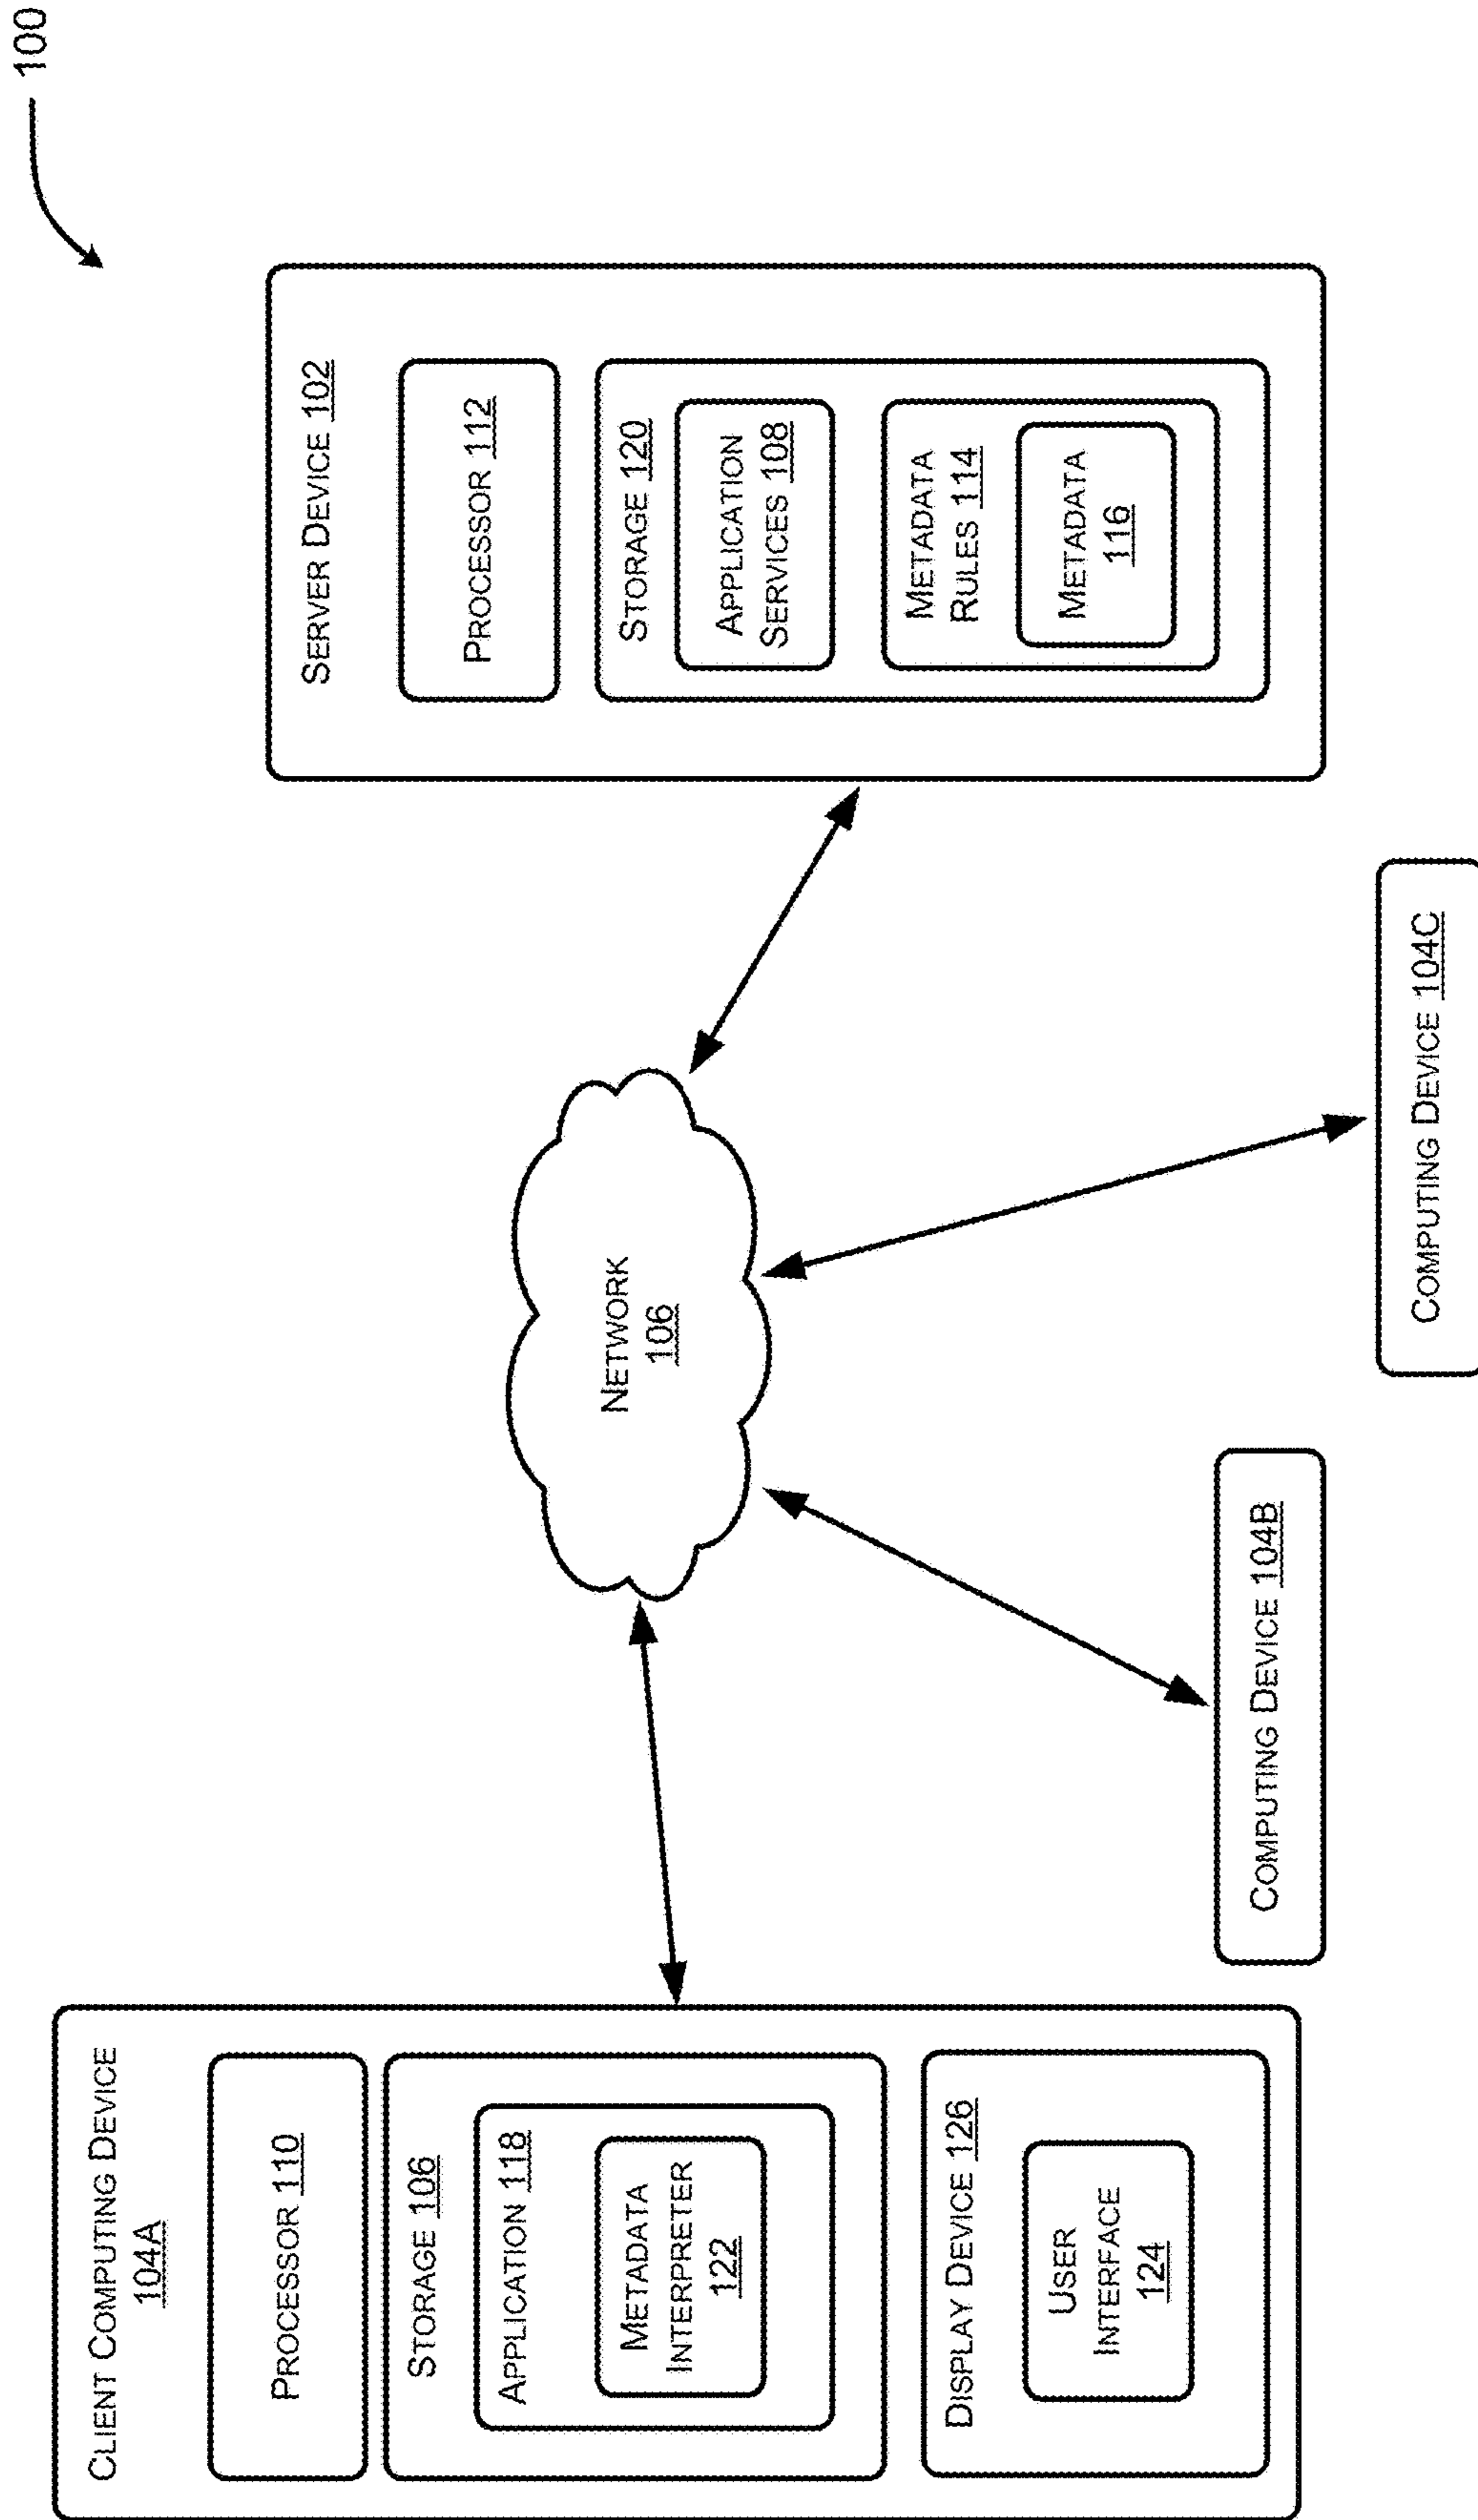 100
CLIENT COMPUTING DEVICE
104A
PROCESSOR 110
STORAGE 106
APPLICATION 118
METADATA
INTERPRETER
122
DISPLAY DEVICE 126
USER
INTERFACE
124
NETWORK
106
COMPUTING DEVICE 104B
COMPUTING DEVICE 104C
SERVER DEVICE 102
PROCESSOR 112
STORAGE 120
APPLICATION
SERVICES 108
METADATA
RULES 114
METADATA
116